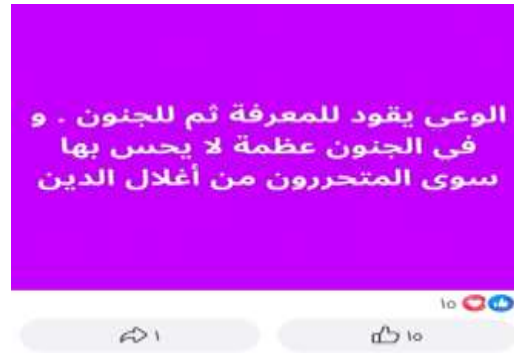 الوعي يقود للمعرفة ثم للجنون . و
في الجنون عظمة لا يحس بها
سوى المتحررون من أغلال الدين
١٥
١
١٥